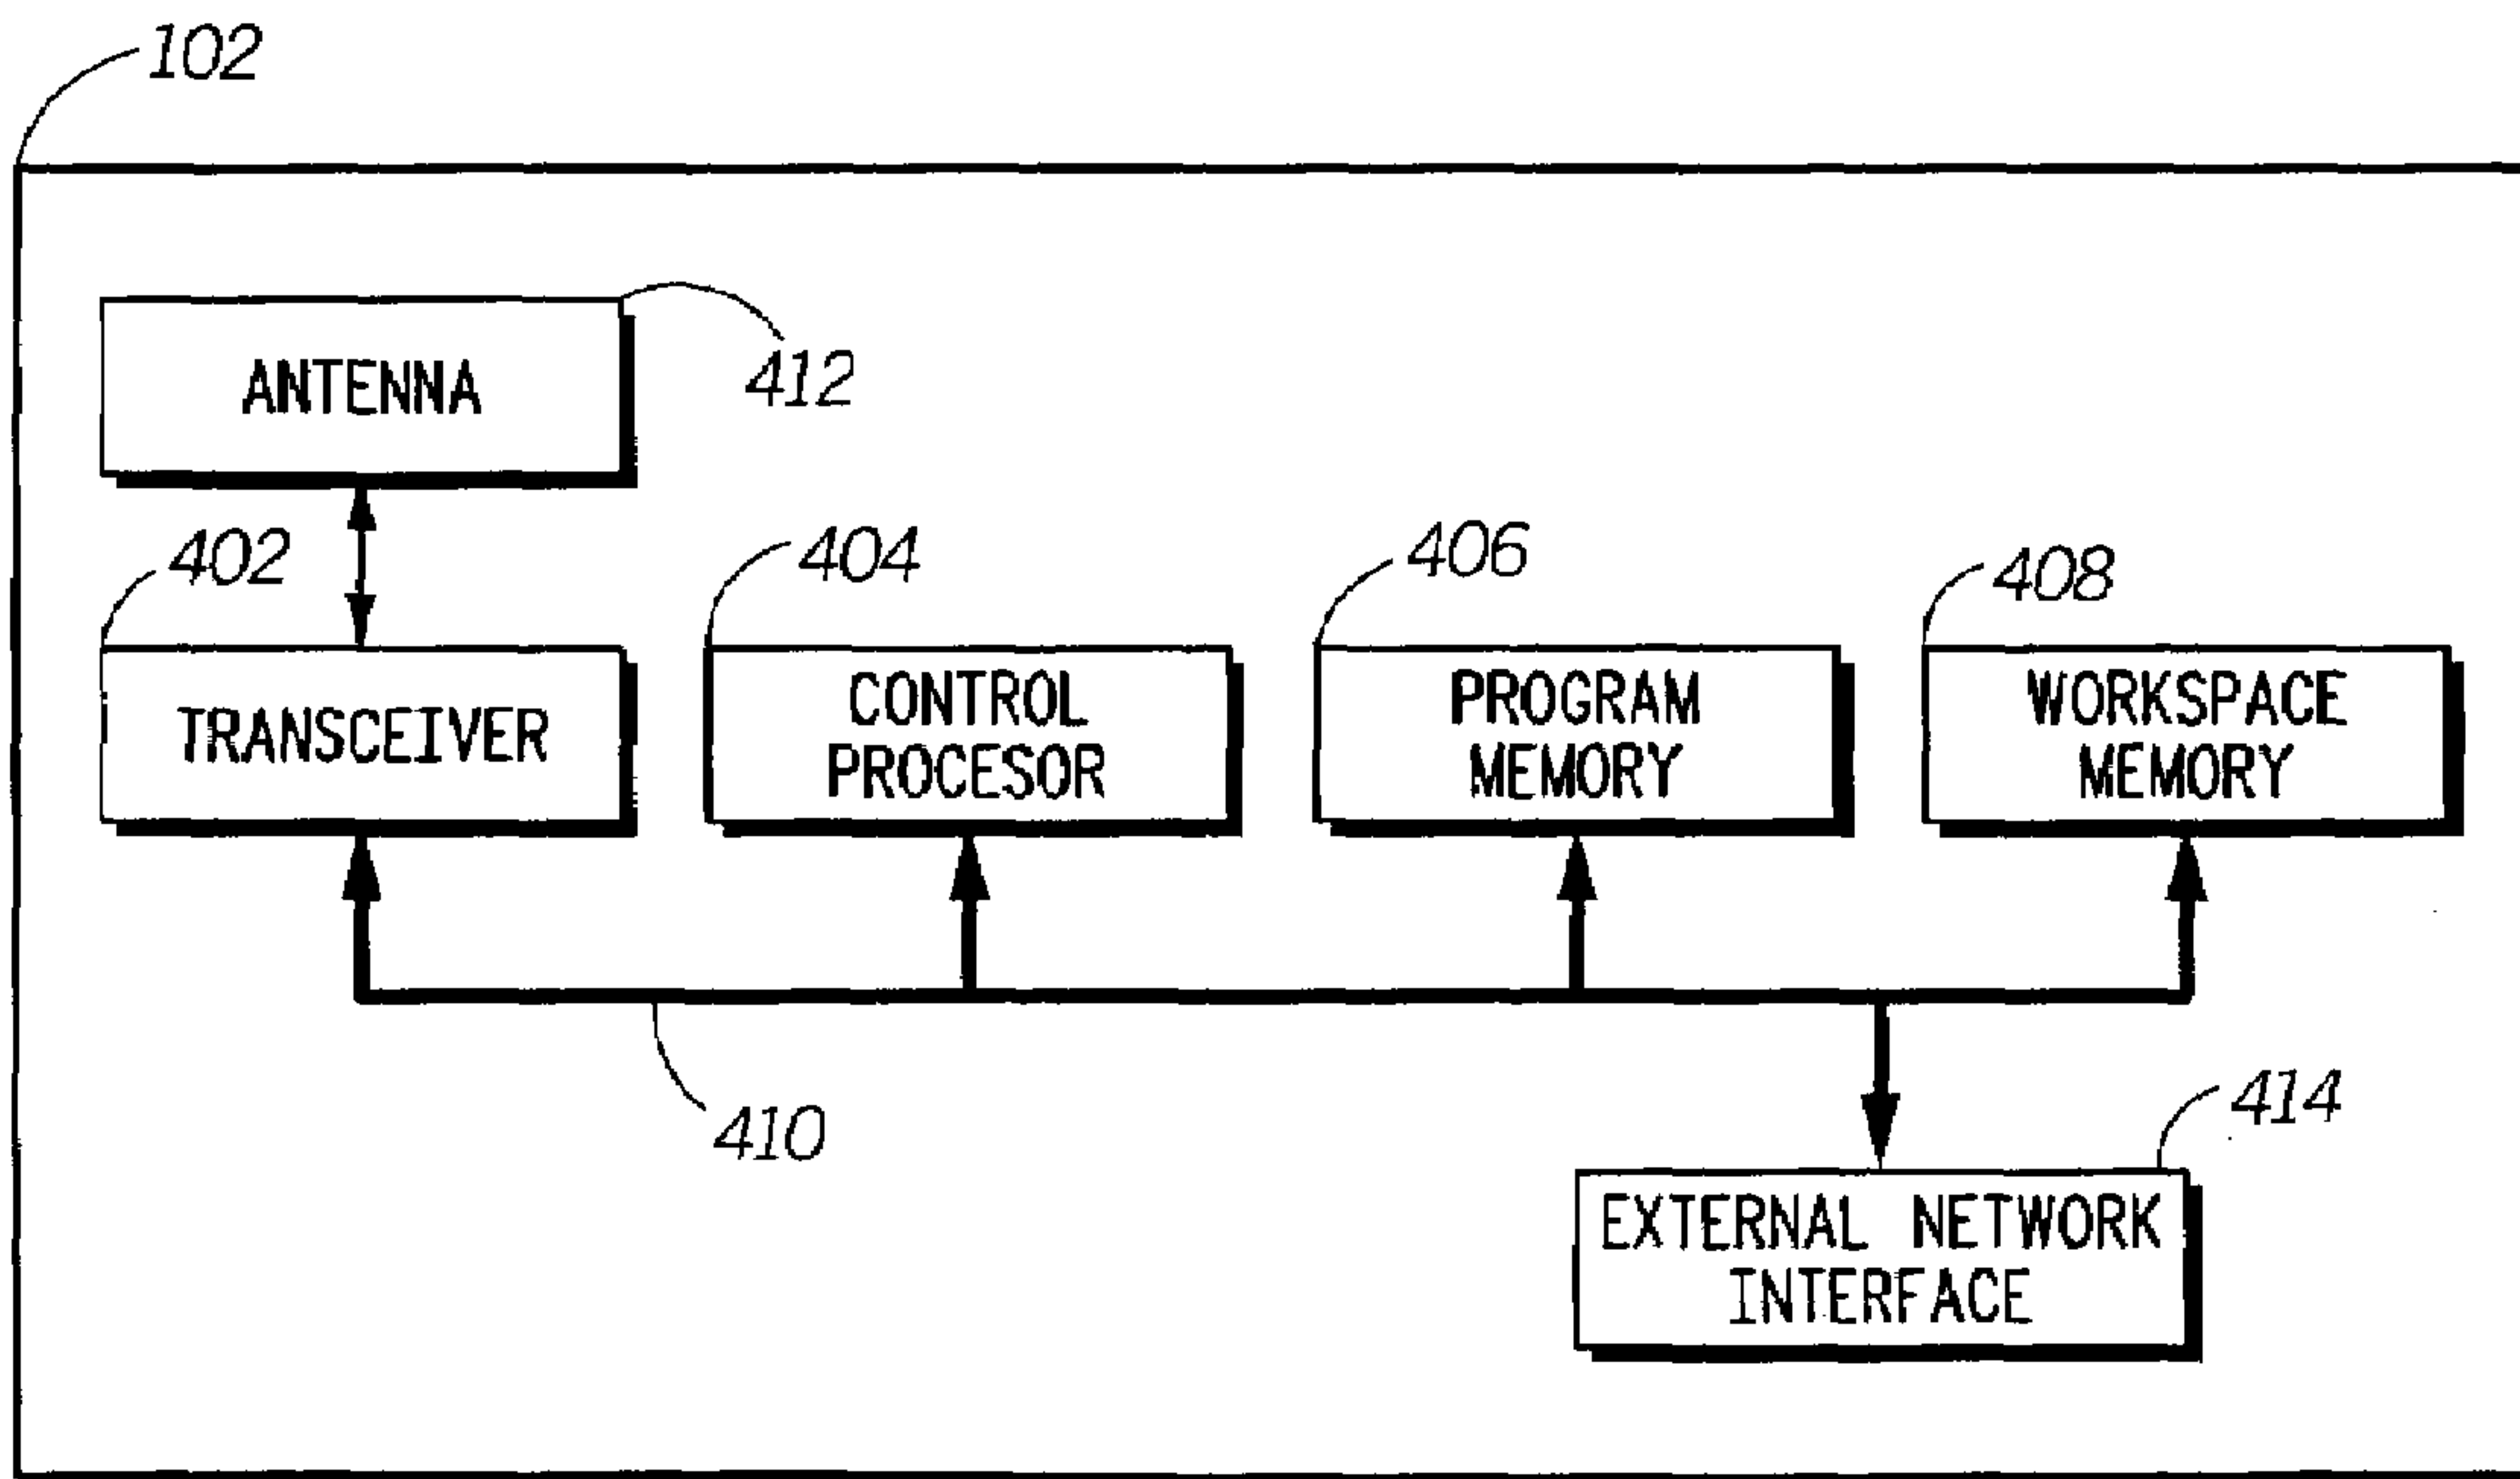 102
ANTENNA
412
402
404
406
408
TRANSCEIVER
CONTROL
PROCESOR
PROGRAM
MEMORY
WORKSPACE
MEMORY
410
414
EXTERNAL NETWORK
INTERFACE